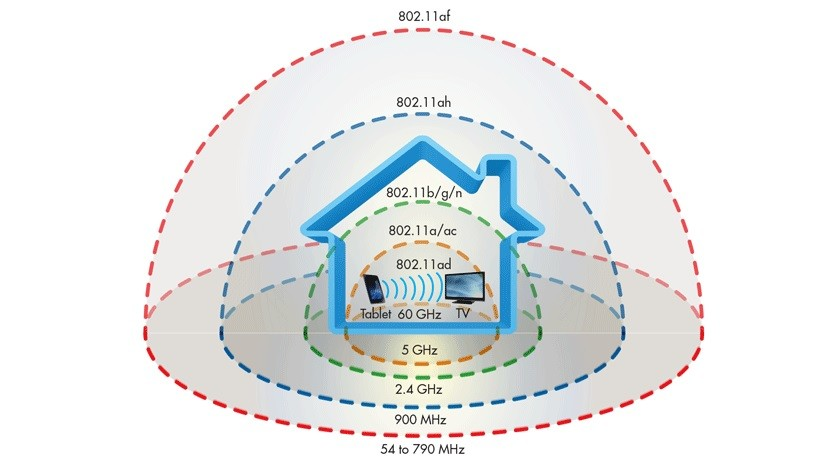 802.11af
802.11ah
802.11b/g/n
802.11a/ac
802.11ad
Tablet 60 GHz TV
5 GHz
2.4 GHz
900 MHz
54 to 790 MHz